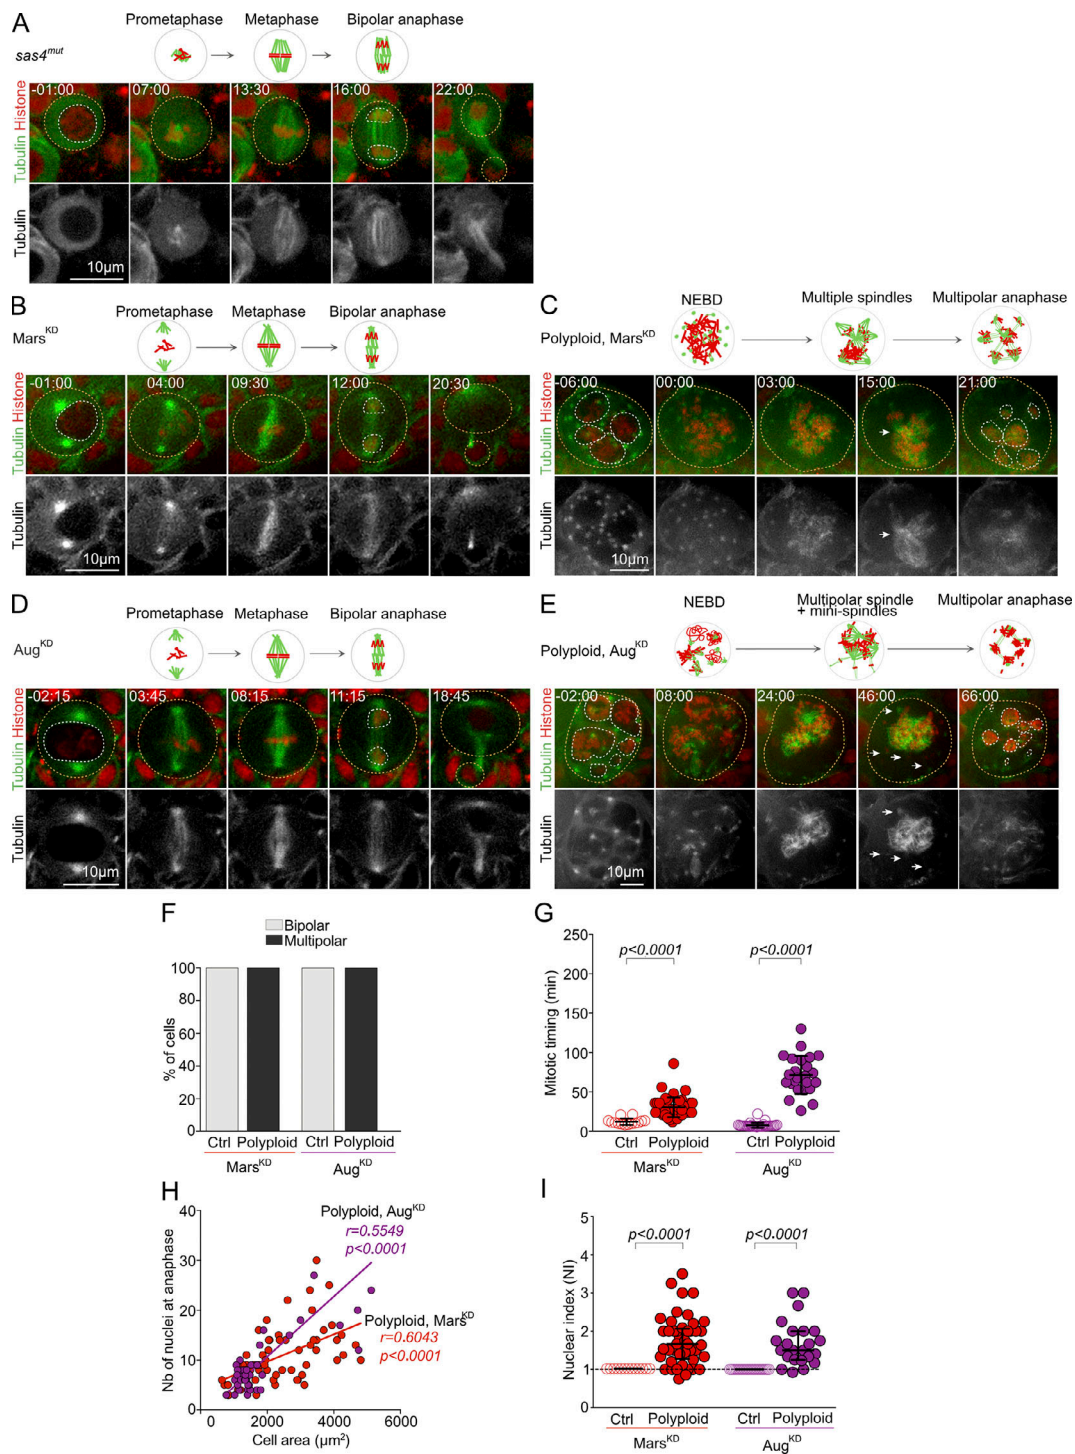 A
sas4mut
Prometaphase Metaphase Bipolar anaphase
Tubulin Histone
-01:00 07:00 13:30 16:00 22:00
Tubulin
10µm
B
MarsKD
Prometaphase Metaphase Bipolar anaphase
Tubulin Histone
-01:00 04:00 09:30 12:00 20:30
Tubulin
10µm
C
Polyploid, MarsKD
NEBD Multiple spindles Multipolar anaphase
Tubulin Histone
-06:00 00:00 03:00 15:00 21:00
Tubulin
10µm
D
AugKD
Prometaphase Metaphase Bipolar anaphase
Tubulin Histone
-02:15 03:45 08:15 11:15 18:45
Tubulin
10µm
E
Polyploid, AugKD
NEBD Multipolar spindle Multipolar anaphase
+ mini-spindles
Tubulin Histone
-02:00 08:00 24:00 46:00 66:00
Tubulin
10µm
F
Bipolar
Multipolar
% of cells
100
80
60
40
20
0
Ctrl Polyploid Ctrl Polyploid
MarsKD AugKD
G
Mitotic timing (min)
250
200
150
100
50
0
p<0.0001 p<0.0001
Ctrl Polyploid Ctrl Polyploid
MarsKD AugKD
H
Nb of nuclei at anaphase
40
30
20
10
0
Polyploid, AugKD
r=0.5549
p<0.0001
Polyploid, MarsKD
r=0.6043
p<0.0001
0 2000 4000 6000
Cell area (µm2)
I
Nuclear index (NI)
5
4
3
2
1
0
p<0.0001 p<0.0001
Ctrl Polyploid Ctrl Polyploid
MarsKD AugKD